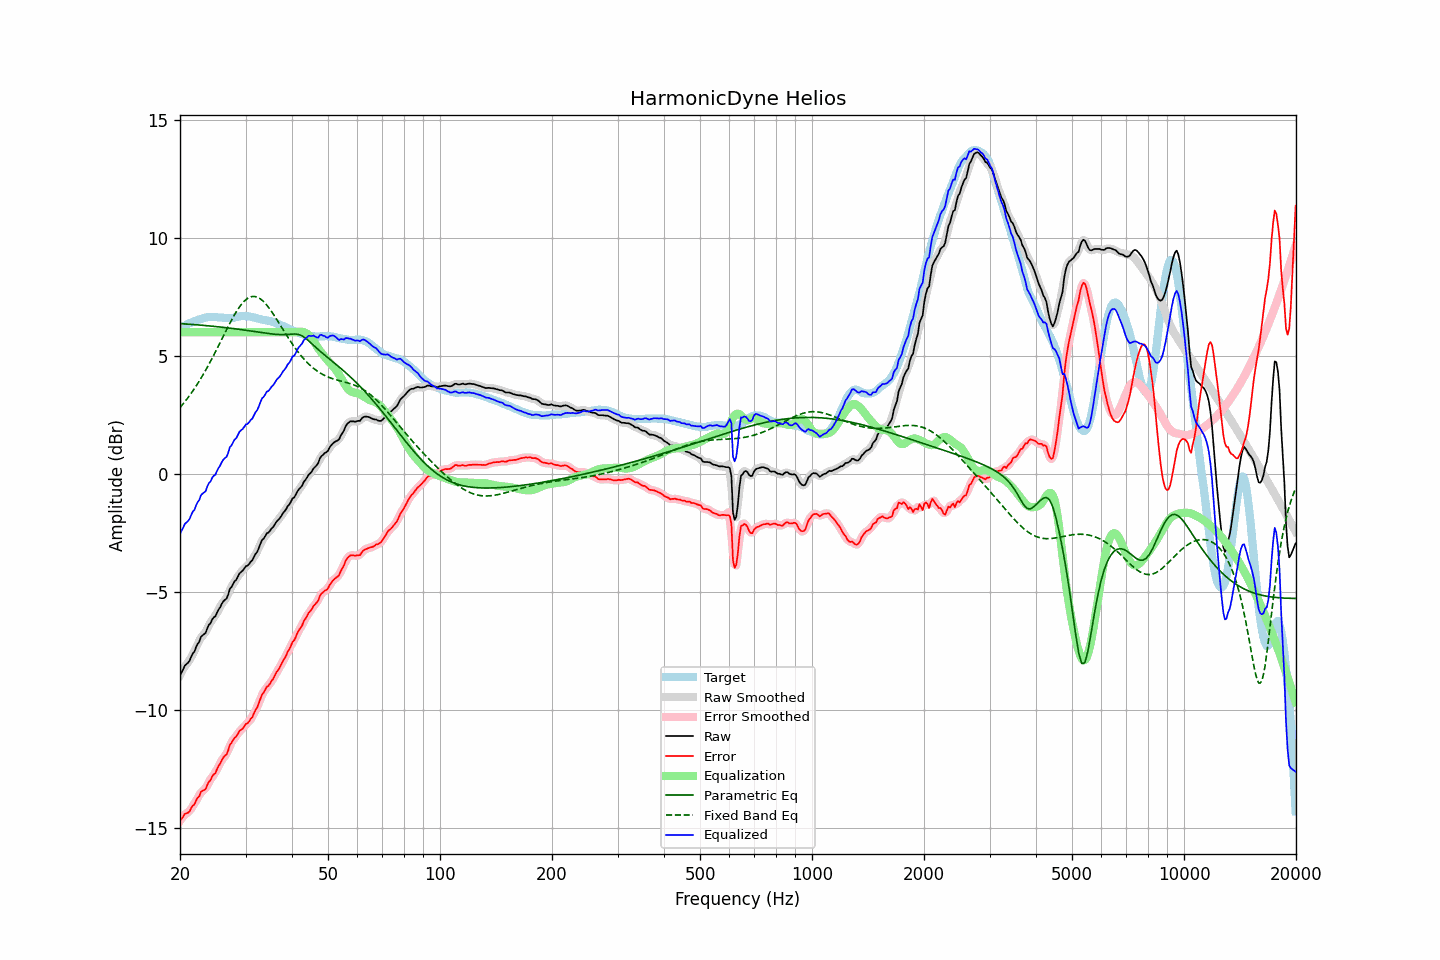 HarmonicDyne Helios
Amplitude (dBr)
15
10
5
0
−5
−10
−15
Target
Raw Smoothed
Error Smoothed
Raw
Error
Equalization
Parametric Eq
Fixed Band Eq
Equalized
20 50 100 200 500 1000 2000 5000 10000 20000
Frequency (Hz)